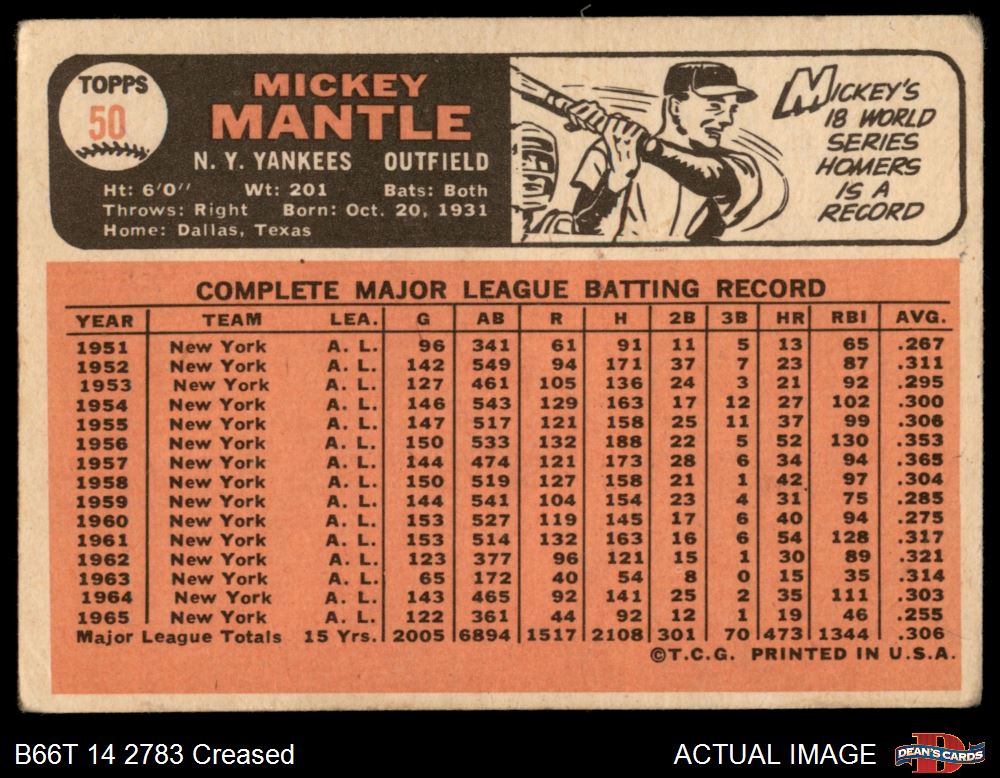 TOPPS
50
MICKEY
MANTLE
N. Y. YANKEES OUTFIELD
Ht: 6'0" Wt: 201 Bats: Both
Throws: Right Born: Oct. 20, 1931
Home: Dallas, Texas
MICKEY'S
18 WORLD
SERIES
HOMERS
IS A
RECORD
COMPLETE MAJOR LEAGUE BATTING RECORD
YEAR TEAM LEA. G AB R H 2B 3B HR RBI AVG.
1951 New York A. L. 96 341 61 91 11 5 13 65 .267
1952 New York A. L. 142 549 94 171 37 7 23 87 .311
1953 New York A. L. 127 461 105 136 24 3 21 92 .295
1954 New York A. L. 146 543 129 163 17 12 27 102 .300
1955 New York A. L. 147 517 121 158 25 11 37 99 .306
1956 New York A. L. 150 533 132 188 22 5 52 130 .353
1957 New York A. L. 144 474 121 173 28 6 34 94 .365
1958 New York A. L. 150 519 127 158 21 1 42 97 .304
1959 New York A. L. 144 541 104 154 23 4 31 75 .285
1960 New York A. L. 153 527 119 145 17 6 40 94 .275
1961 New York A. L. 153 514 132 163 16 6 54 128 .317
1962 New York A. L. 123 377 96 121 15 1 30 89 .321
1963 New York A. L. 65 172 40 54 8 0 15 35 .314
1964 New York A. L. 143 465 92 141 25 2 35 111 .303
1965 New York A. L. 122 361 44 92 12 1 19 46 .255
Major League Totals 15 Yrs. 2005 6894 1517 2108 301 70 473 1344 .306
©T.C.G. PRINTED IN U.S.A.
B66T 14 2783 Creased ACTUAL IMAGE
DEAN'S CARDS